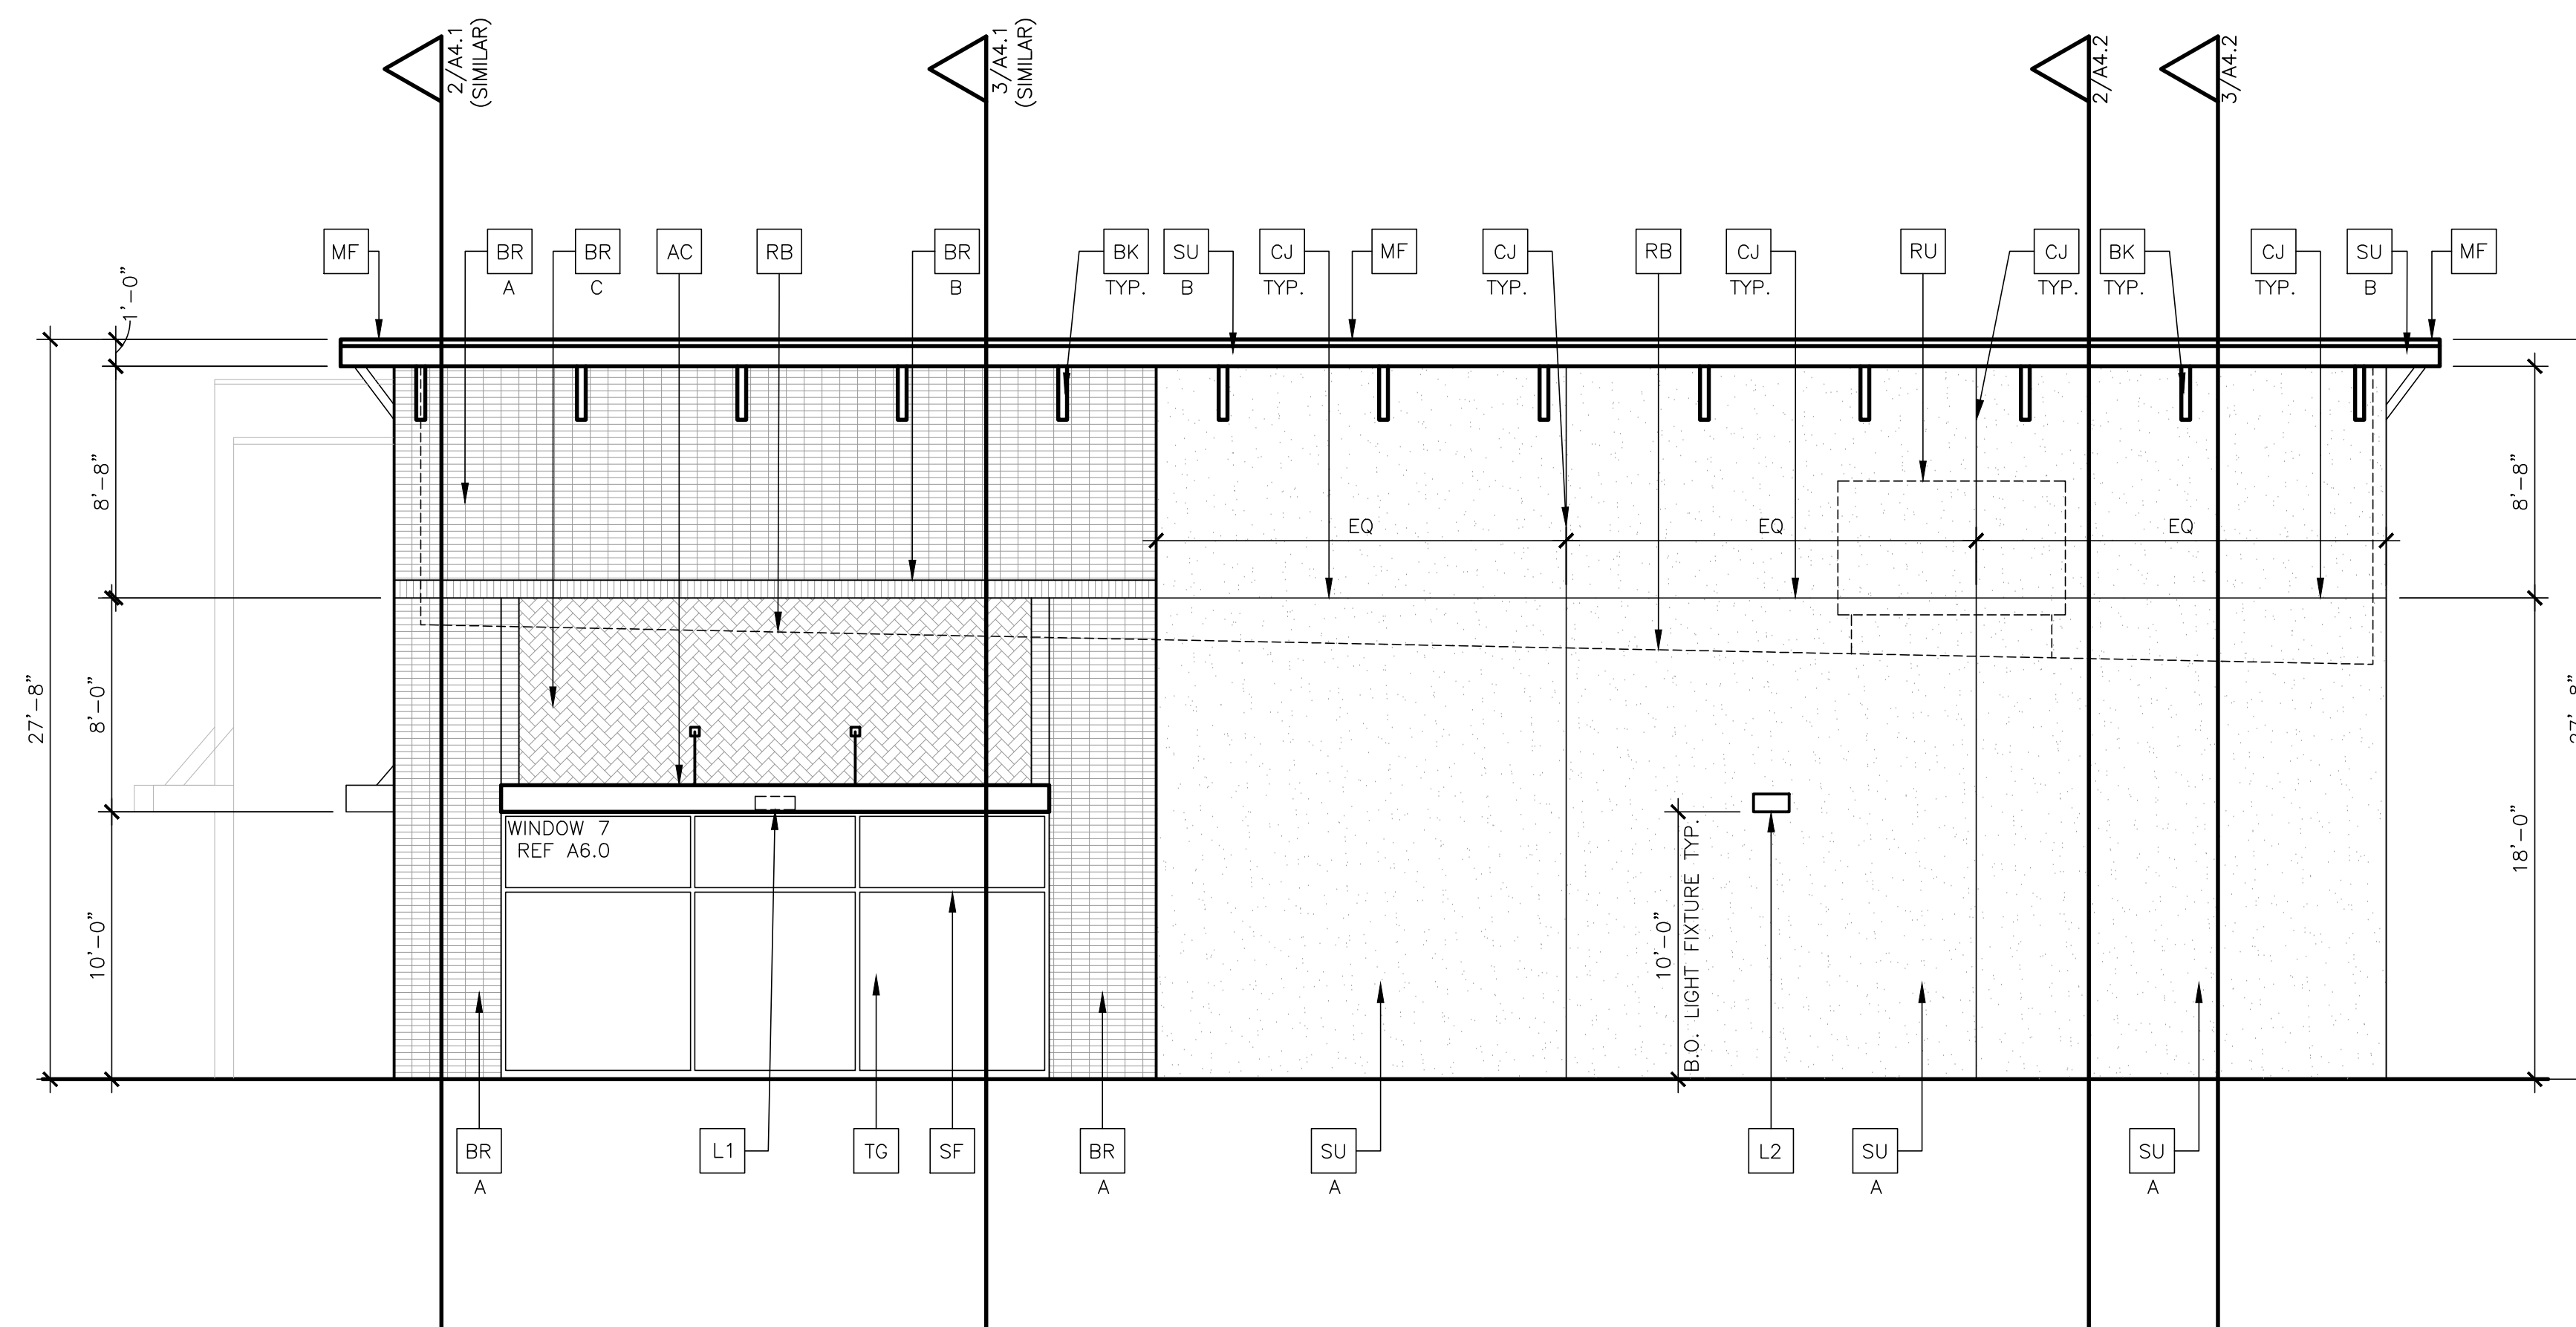 2/A4.1
(SIMILAR)
3/A4.1
(SIMILAR)
2/A4.2
3/A4.2
MF
BR
A
BR
C
AC
RB
BR
B
BK
TYP.
SU
B
CJ
TYP.
MF
CJ
TYP.
RB
CJ
TYP.
RU
CJ
TYP.
BK
TYP.
CJ
TYP.
SU
B
MF
1'-0"
8'-8"
27'-8"
8'-0"
10'-0"
EQ
EQ
EQ
8'-8"
27'-8"
18'-0"
WINDOW 7
REF A6.0
10'-0"
B.O. LIGHT FIXTURE TYP.
BR
A
L1
TG
SF
BR
A
SU
A
L2
SU
A
SU
A